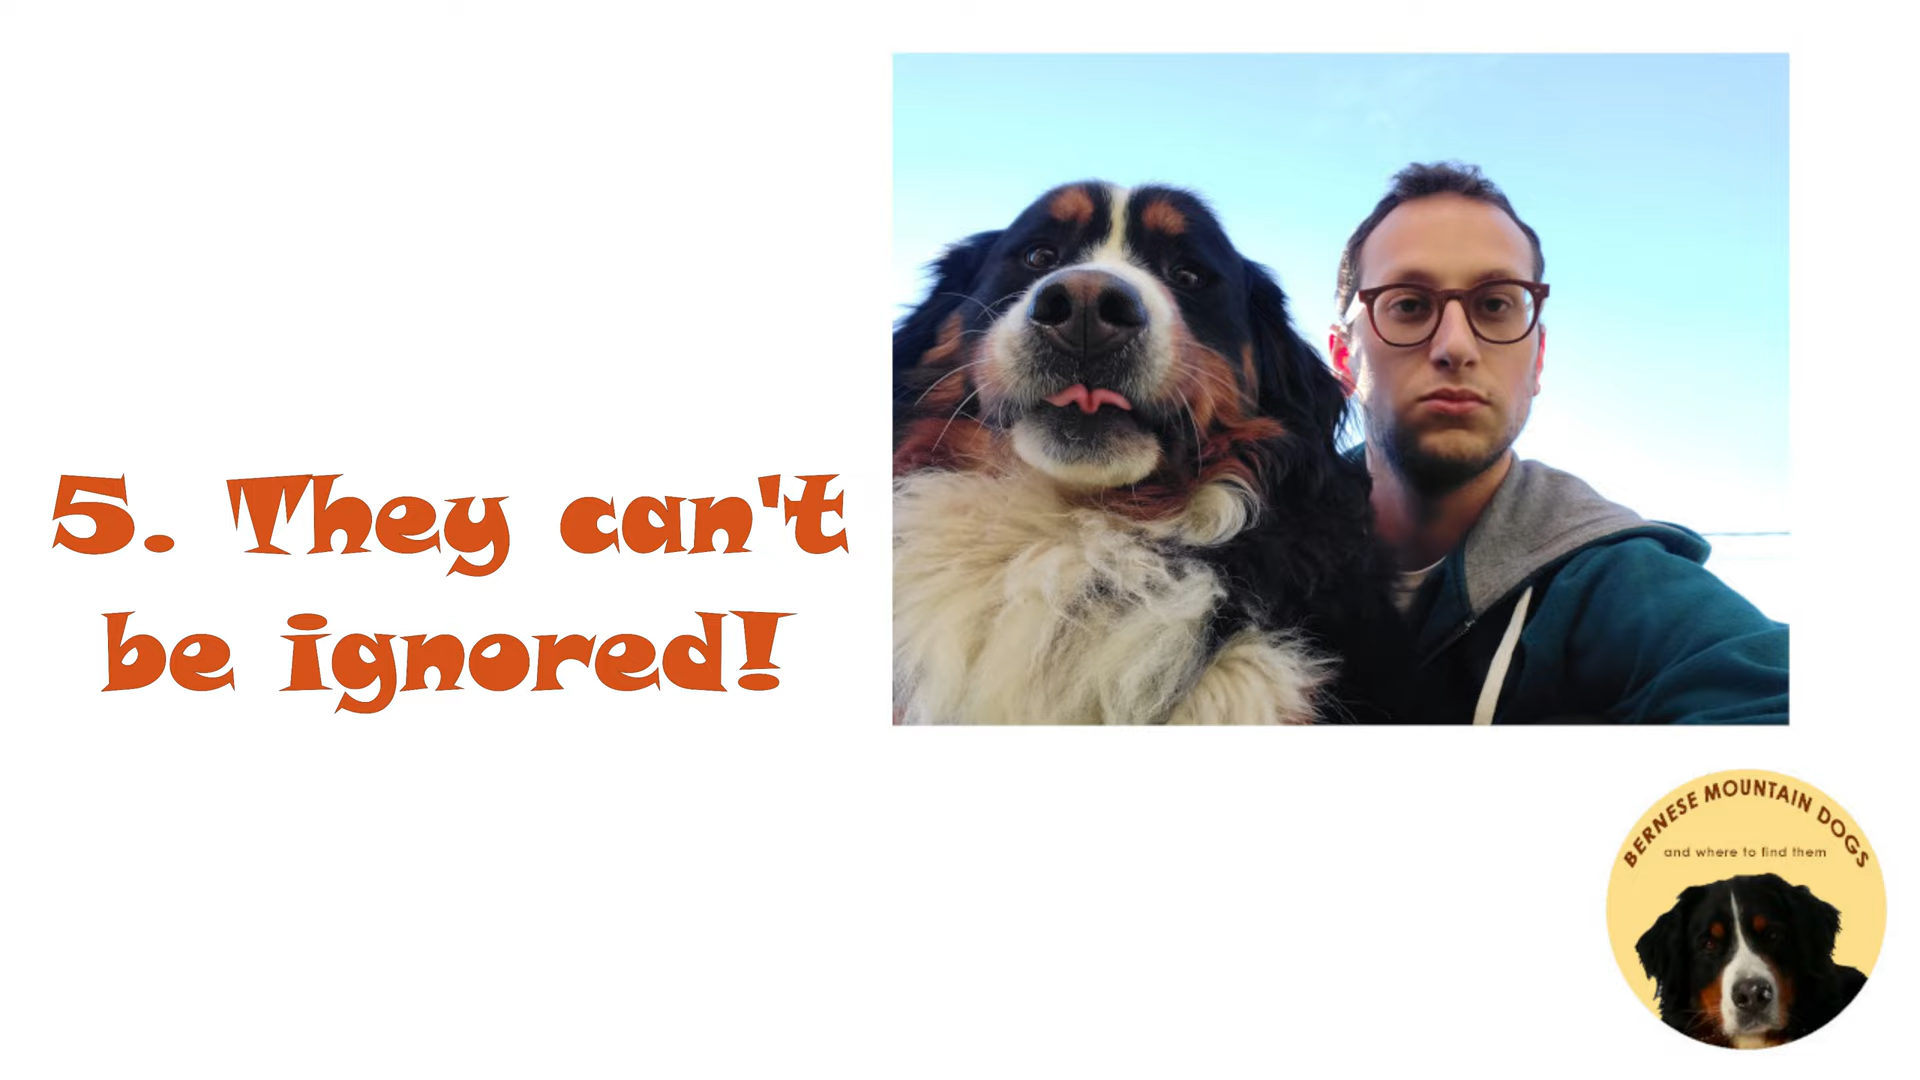 5. They can't
be ignored!
BERNESE MOUNTAIN DOGS
and where to find them